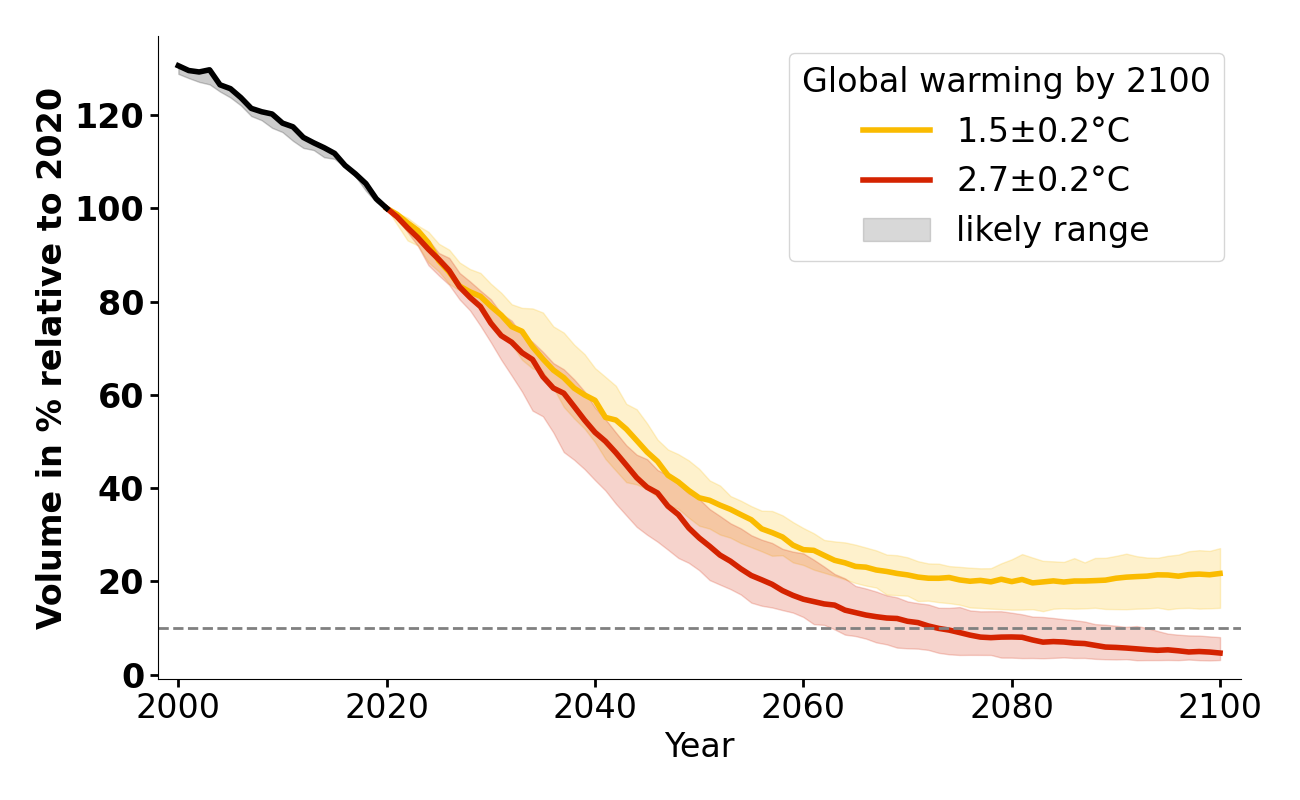 Volume in % relative to 2020
120
100
80
60
40
20
0
Global warming by 2100
1.5±0.2°C
2.7±0.2°C
likely range
2000 2020 2040 2060 2080 2100
Year